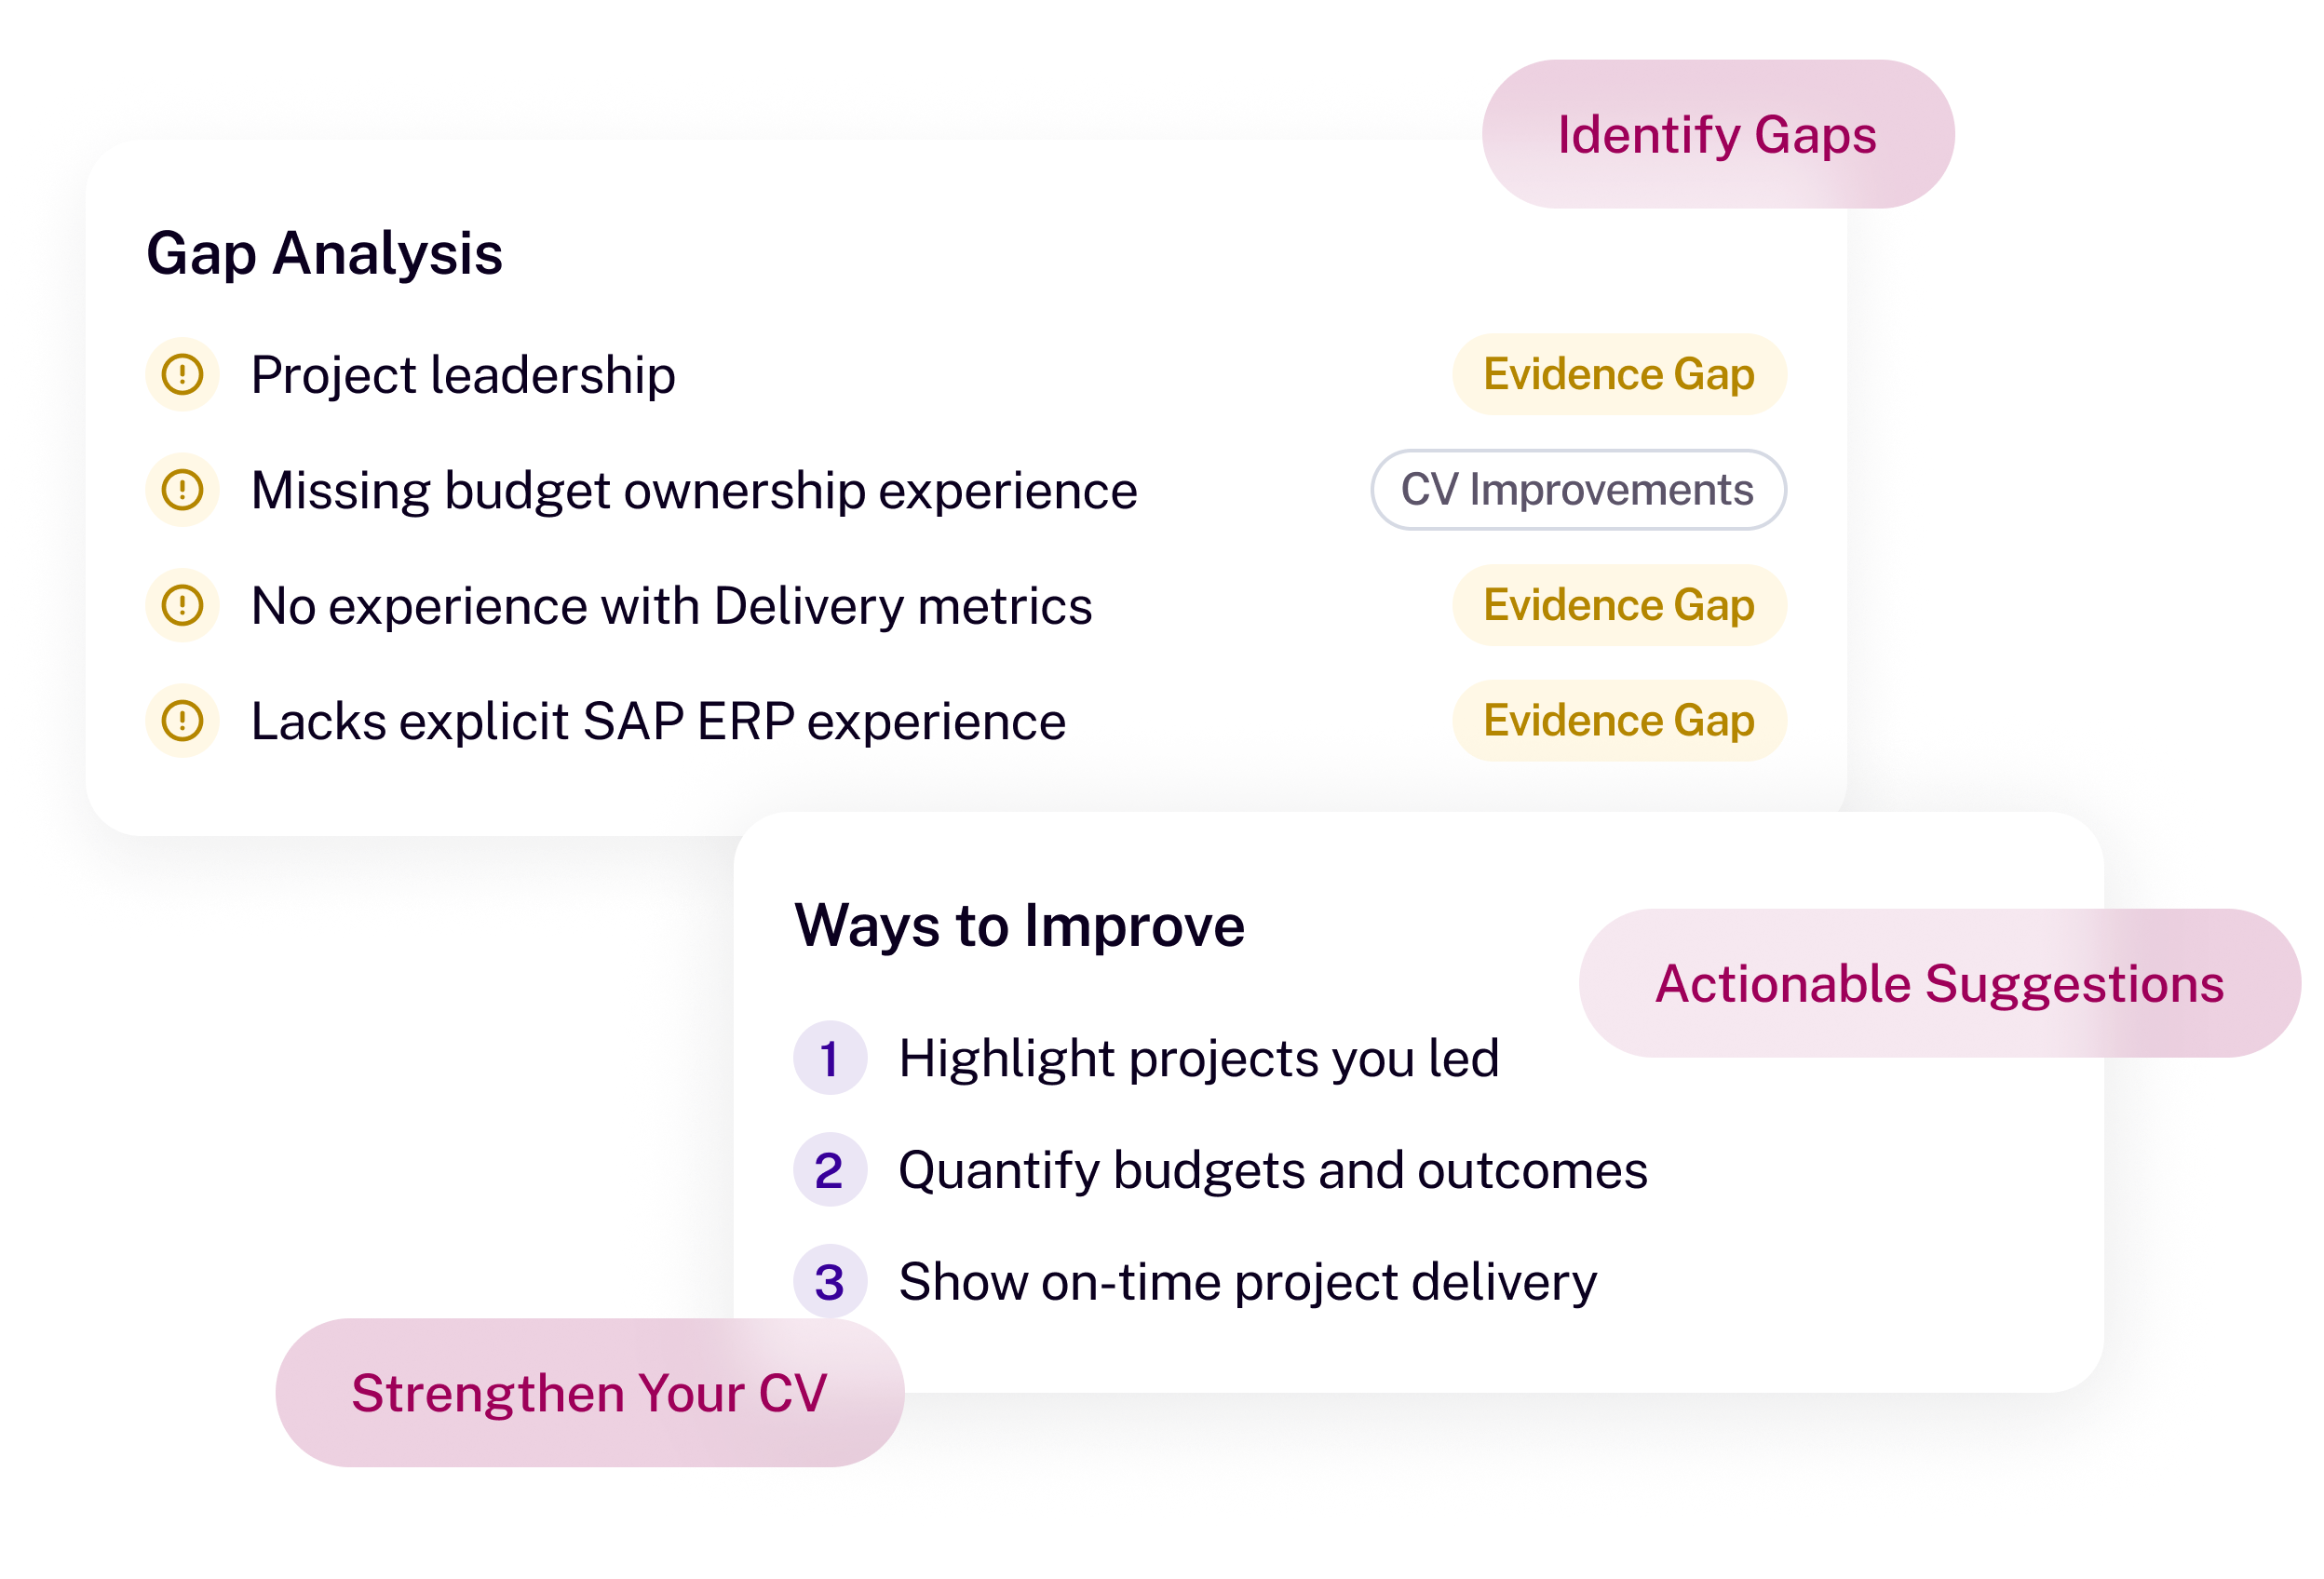 Identify Gaps
Gap Analysis
Project leadership
Evidence Gap
Missing budget ownership experience
CV Improvements
No experience with Delivery metrics
Evidence Gap
Lacks explicit SAP ERP experience
Evidence Gap
Ways to Improve
Actionable Suggestions
1 Highlight projects you led
2 Quantify budgets and outcomes
3 Show on-time project delivery
Strengthen Your CV